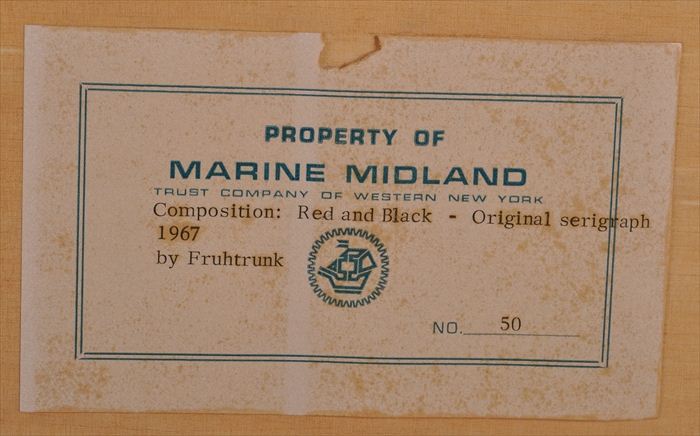 PROPERTY OF
MARINE MIDLAND
TRUST COMPANY OF WESTERN NEW YORK
Composition: Red and Black - Original serigraph
1967
by Fruhtrunk
NO. 50